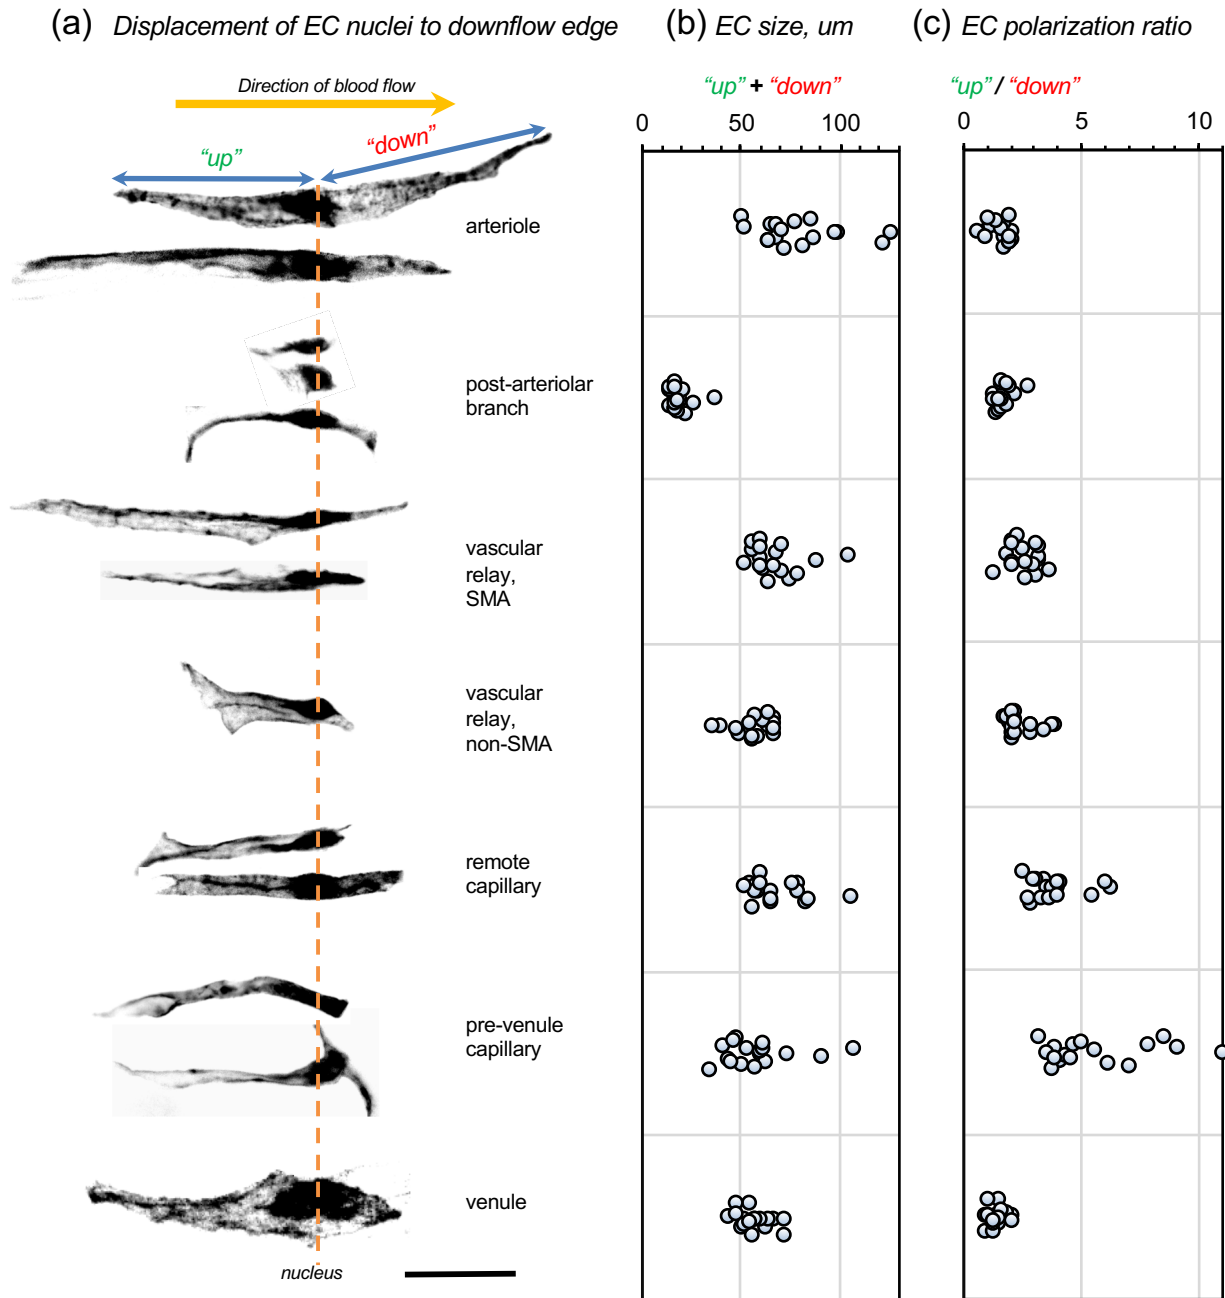 (a) Displacement of EC nuclei to downflow edge
(b) EC size, um
(c) EC polarization ratio
Direction of blood flow
“up”
“down”
“up” + “down”
“up” / “down”
0 50 100
0 5 10
arteriole
post-arteriolar
branch
vascular
relay,
SMA
vascular
relay,
non-SMA
remote
capillary
pre-venule
capillary
venule
nucleus